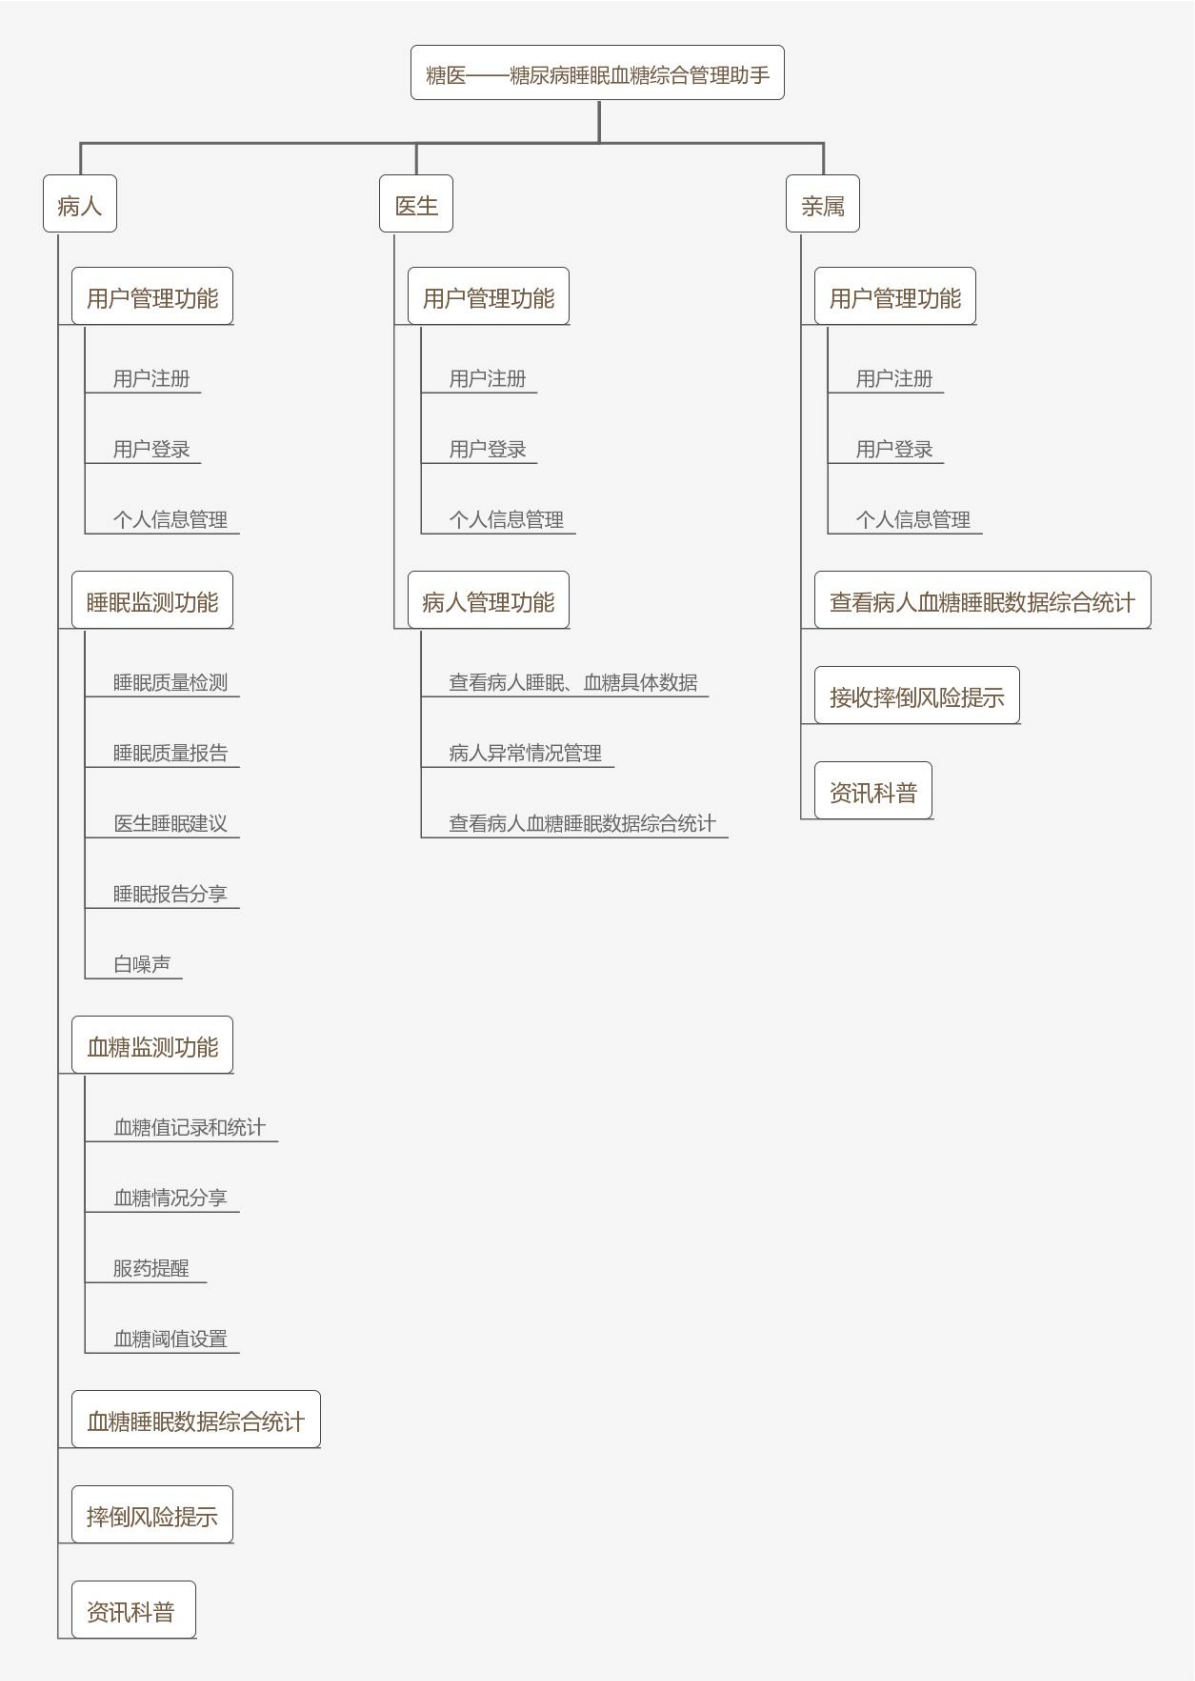 糖医——糖尿病睡眠血糖综合管理助手
病人
用户管理功能
用户注册
用户登录
个人信息管理
睡眠监测功能
睡眠质量检测
睡眠质量报告
医生睡眠建议
睡眠报告分享
白噪声
血糖监测功能
血糖值记录和统计
血糖情况分享
服药提醒
血糖阈值设置
血糖睡眠数据综合统计
摔倒风险提示
资讯科普
医生
用户管理功能
用户注册
用户登录
个人信息管理
病人管理功能
查看病人睡眠、血糖具体数据
病人异常情况管理
查看病人血糖睡眠数据综合统计
亲属
用户管理功能
用户注册
用户登录
个人信息管理
查看病人血糖睡眠数据综合统计
接收摔倒风险提示
资讯科普